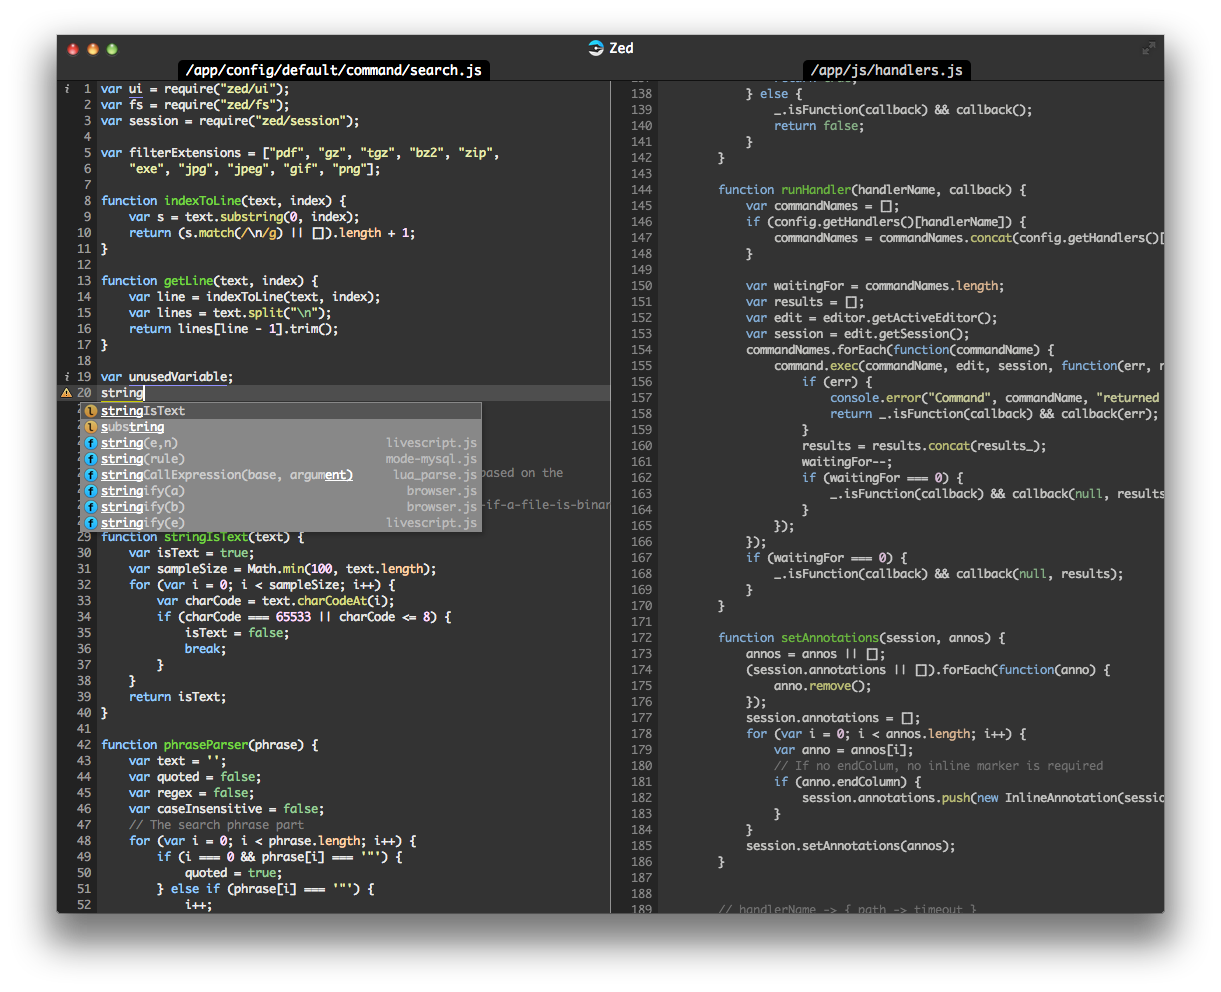 Zed
/app/config/default/command/search.js
i 1 var ui = require("zed/ui");
2 var fs = require("zed/fs");
3 var session = require("zed/session");
4
5 var filterExtensions = ["pdf", "gz", "tgz", "bz2", "zip",
6     "exe", "jpg", "jpeg", "gif", "png"];
7
8 function indexToLine(text, index) {
9     var s = text.substring(0, index);
10     return (s.match(/\n/g) || []).length + 1;
11 }
12
13 function getLine(text, index) {
14     var line = indexToLine(text, index);
15     var lines = text.split("\n");
16     return lines[line - 1].trim();
17 }
18
i 19 var unusedVariable;
20 string
l stringIsText
l substring
f string(e,n) livescript.js
f string(rule) mode-mysql.js
f stringCallExpression(base, argument) lua_parse.js
based on the
f stringify(a) browser.js
f stringify(b) browser.js
-if-a-file-is-binar
f stringify(e) livescript.js
29 function stringIsText(text) {
30     var isText = true;
31     var sampleSize = Math.min(100, text.length);
32     for (var i = 0; i < sampleSize; i++) {
33         var charCode = text.charCodeAt(i);
34         if (charCode === 65533 || charCode <= 8) {
35             isText = false;
36             break;
37         }
38     }
39     return isText;
40 }
41
42 function phraseParser(phrase) {
43     var text = '';
44     var quoted = false;
45     var regex = false;
46     var caseInsensitive = false;
47     // The search phrase part
48     for (var i = 0; i < phrase.length; i++) {
49         if (i === 0 && phrase[i] === '"') {
50             quoted = true;
51         } else if (phrase[i] === '"') {
52             i++;
/app/js/handlers.js
138             } else {
139                 _.isFunction(callback) && callback();
140                 return false;
141             }
142         }
143
144         function runHandler(handlerName, callback) {
145             var commandNames = [];
146             if (config.getHandlers()[handlerName]) {
147                 commandNames = commandNames.concat(config.getHandlers()[
148             }
149
150             var waitingFor = commandNames.length;
151             var results = [];
152             var edit = editor.getActiveEditor();
153             var session = edit.getSession();
154             commandNames.forEach(function(commandName) {
155                 command.exec(commandName, edit, session, function(err, r
156                     if (err) {
157                         console.error("Command", commandName, "returned
158                         return _.isFunction(callback) && callback(err);
159                     }
160                     results = results.concat(results_);
161                     waitingFor--;
162                     if (waitingFor === 0) {
163                         _.isFunction(callback) && callback(null, results
164                     }
165                 });
166             });
167             if (waitingFor === 0) {
168                 _.isFunction(callback) && callback(null, results);
169             }
170         }
171
172         function setAnnotations(session, annos) {
173             annos = annos || [];
174             (session.annotations || []).forEach(function(anno) {
175                 anno.remove();
176             });
177             session.annotations = [];
178             for (var i = 0; i < annos.length; i++) {
179                 var anno = annos[i];
180                 // If no endColum, no inline marker is required
181                 if (anno.endColumn) {
182                     session.annotations.push(new InlineAnnotation(sessio
183                 }
184             }
185             session.setAnnotations(annos);
186         }
187
188
189         // handlerName -> { path -> timeout }